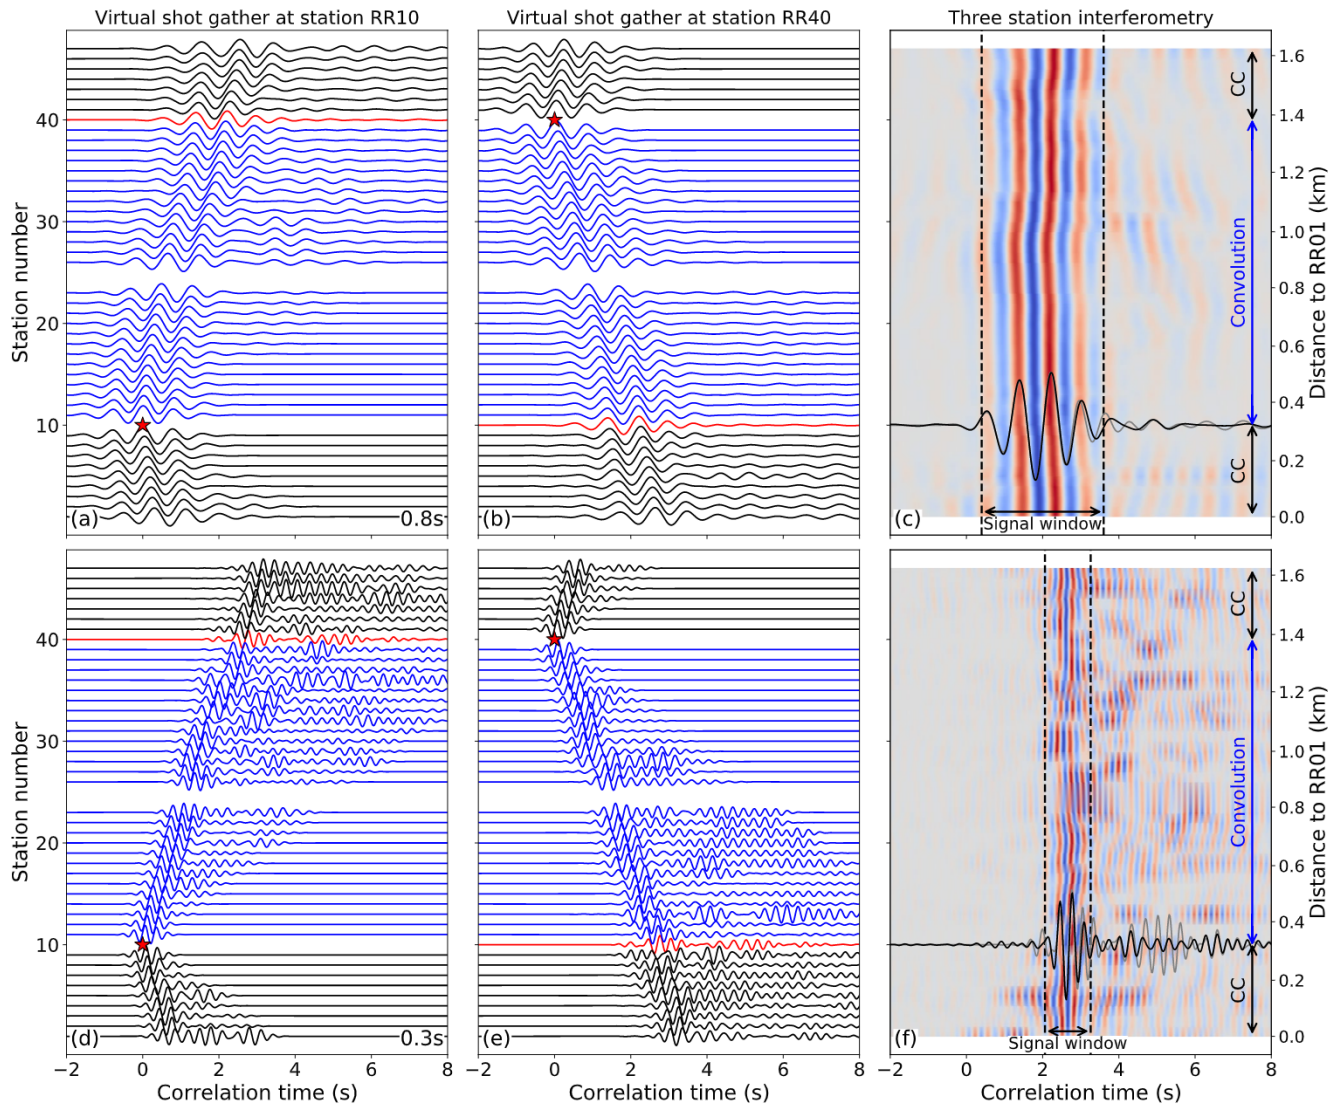 Virtual shot gather at station RR10
Virtual shot gather at station RR40
Three station interferometry
Station number
40
30
20
10
(a)
0.8s
(b)
(c)
Signal window
CC
Convolution
CC
1.6
1.4
1.2
1.0
0.8
0.6
0.4
0.2
0.0
Distance to RR01 (km)
Station number
40
30
20
10
(d)
0.3s
(e)
(f)
Signal window
CC
Convolution
CC
1.6
1.4
1.2
1.0
0.8
0.6
0.4
0.2
0.0
Distance to RR01 (km)
−2 0 2 4 6 8
−2 0 2 4 6 8
−2 0 2 4 6 8
Correlation time (s)
Correlation time (s)
Correlation time (s)